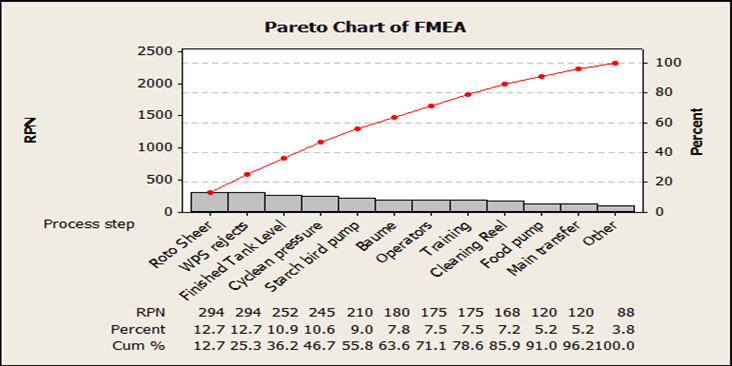 Pareto Chart of FMEA
2500
2000
1500
1000
500
0
RPN
100
80
60
40
20
0
Percent
Process step
Roto Sheer
WPS rejects
Finished Tank Level
Cyclean pressure
Starch bird pump
Baume
Operators
Training
Cleaning Reel
Food pump
Main transfer
Other
RPN 294 294 252 245 210 180 175 175 168 120 120 88
Percent 12.7 12.7 10.9 10.6 9.0 7.8 7.5 7.5 7.2 5.2 5.2 3.8
Cum % 12.7 25.3 36.2 46.7 55.8 63.6 71.1 78.6 85.9 91.0 96.2 100.0